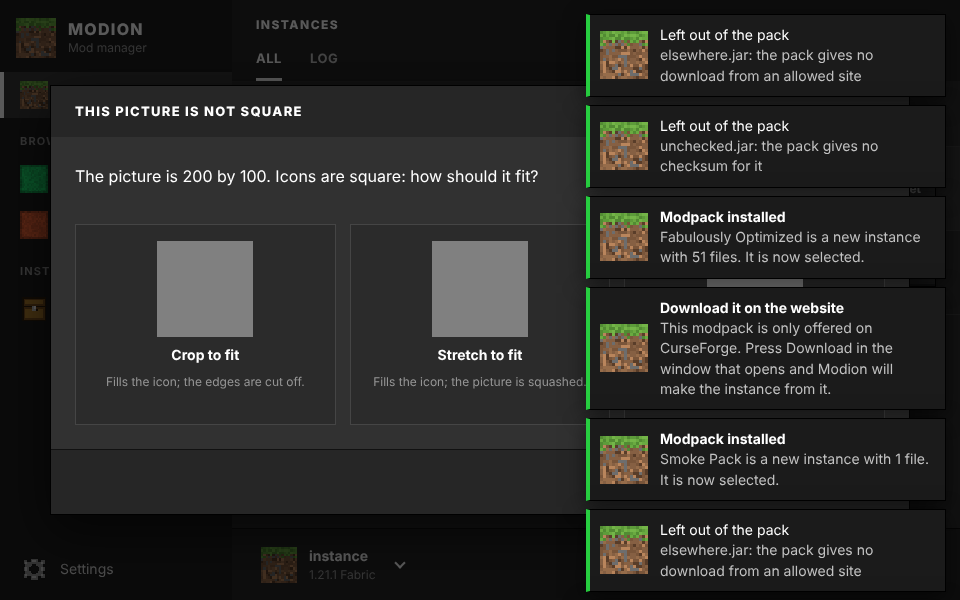 MODION
Mod manager
INSTANCES
ALL
LOG
THIS PICTURE IS NOT SQUARE
The picture is 200 by 100. Icons are square: how should it fit?
Crop to fit
Fills the icon; the edges are cut off.
Stretch to fit
Fills the icon; the picture is squashed.
Settings
instance
1.21.1 Fabric
Left out of the pack
elsewhere.jar: the pack gives no
download from an allowed site
Left out of the pack
unchecked.jar: the pack gives no
checksum for it
Modpack installed
Fabulously Optimized is a new instance
with 51 files. It is now selected.
Download it on the website
This modpack is only offered on
CurseForge. Press Download in the
window that opens and Modion will
make the instance from it.
Modpack installed
Smoke Pack is a new instance with 1 file.
It is now selected.
Left out of the pack
elsewhere.jar: the pack gives no
download from an allowed site